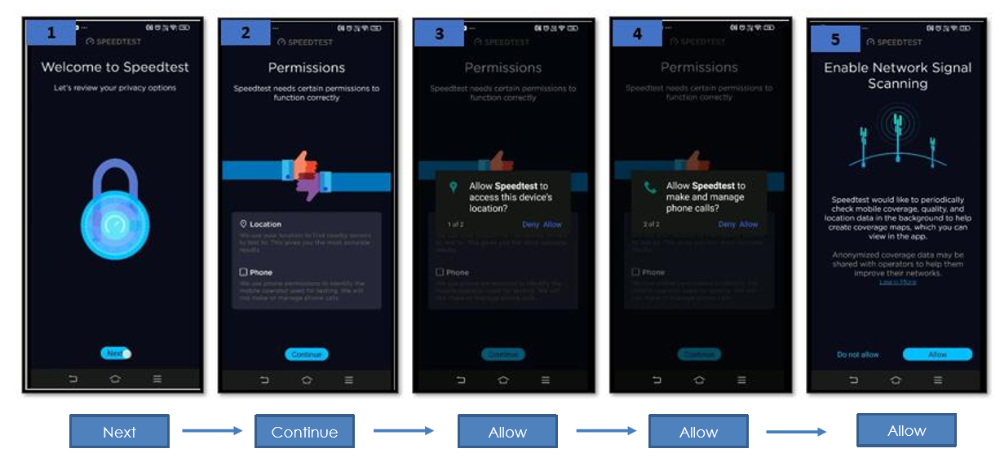 1
SPEEDTEST
Welcome to Speedtest
Let's review your privacy options
Next
2
SPEEDTEST
Permissions
Speedtest needs certain permissions to
function correctly
Location
We use your location to find nearby servers
to test to. This gives you the most accurate
results.
Phone
We use phone permissions to identify the
mobile operator used for testing. We will
not make or manage phone calls.
Continue
3
SPEEDTEST
Permissions
Speedtest needs certain permissions to
function correctly
Allow Speedtest to
access this device's
location?
1 of 2
Deny Allow
Phone
Continue
4
SPEEDTEST
Permissions
Speedtest needs certain permissions to
function correctly
Allow Speedtest to
make and manage
phone calls?
2 of 2
Deny Allow
Phone
Continue
5
SPEEDTEST
Enable Network Signal
Scanning
Speedtest would like to periodically
check mobile coverage, quality, and
location data in the background to help
create coverage maps, which you can
view in the app.
Anonymized coverage data may be
shared with operators to help them
improve their networks.
Learn More
Do not allow
Allow
Next
Continue
Allow
Allow
Allow